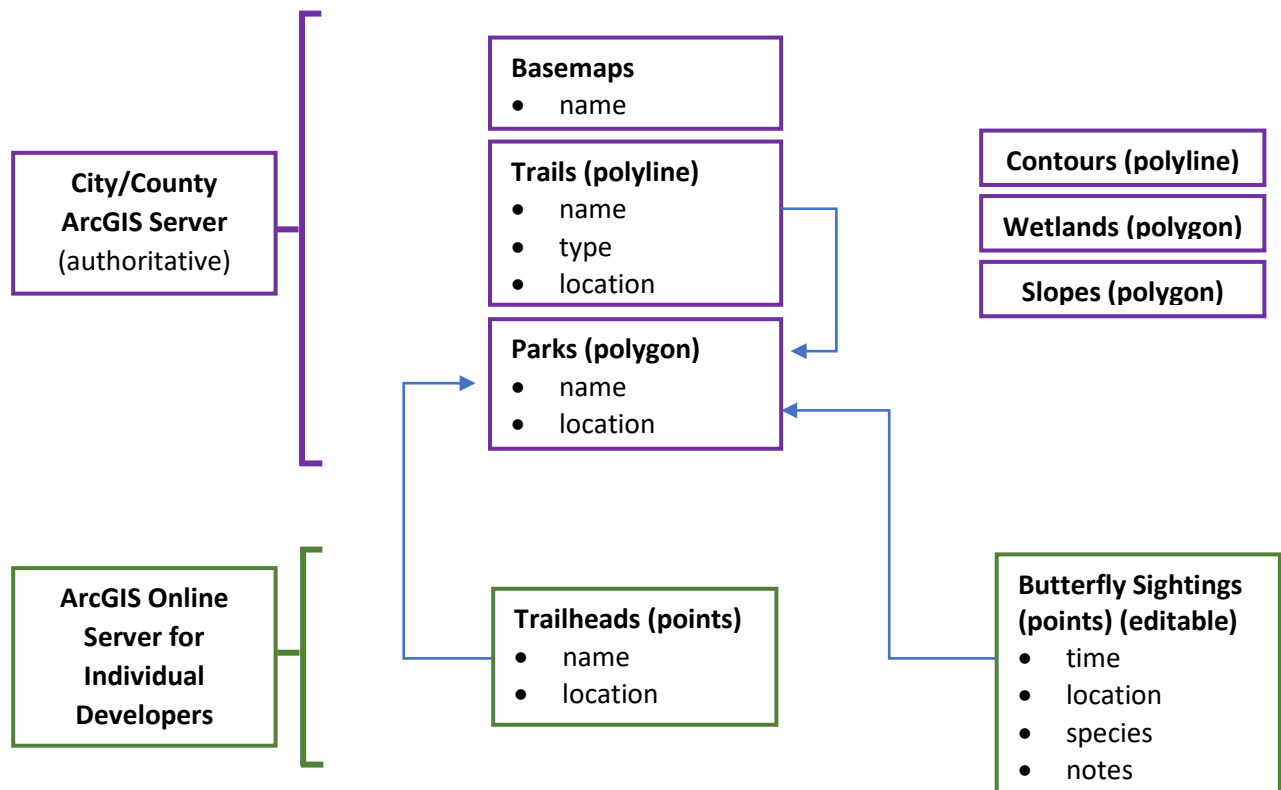 City/County
ArcGIS Server
(authoritative)
Basemaps
• name
Trails (polyline)
• name
• type
• location
Parks (polygon)
• name
• location
Contours (polyline)
Wetlands (polygon)
Slopes (polygon)
ArcGIS Online
Server for
Individual
Developers
Trailheads (points)
• name
• location
Butterfly Sightings
(points) (editable)
• time
• location
• species
• notes